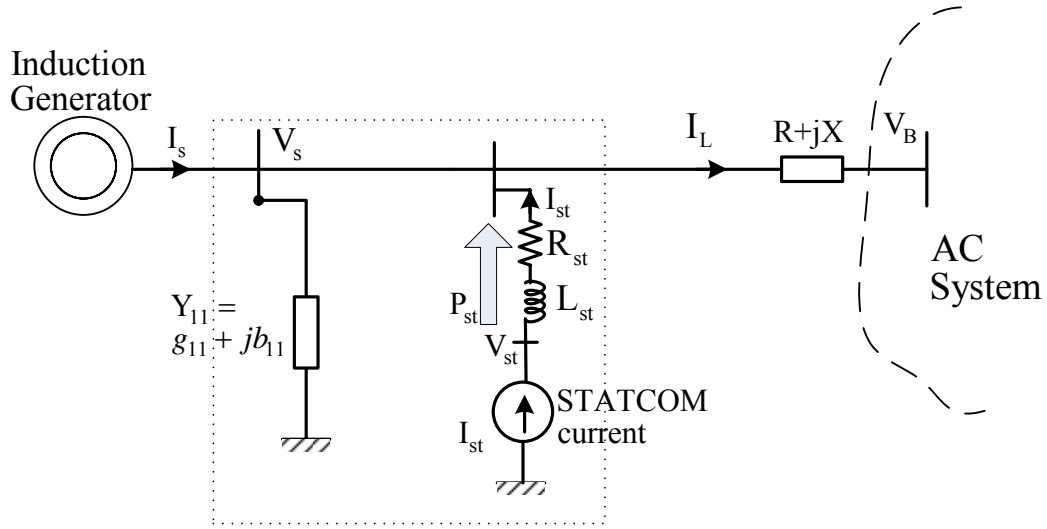 Induction
Generator
I_s
V_s
I_L
R+jX
V_B
I_st
R_st
AC
System
Y_11 =
g_11 + jb_11
P_st
L_st
V_st
STATCOM
current
I_st